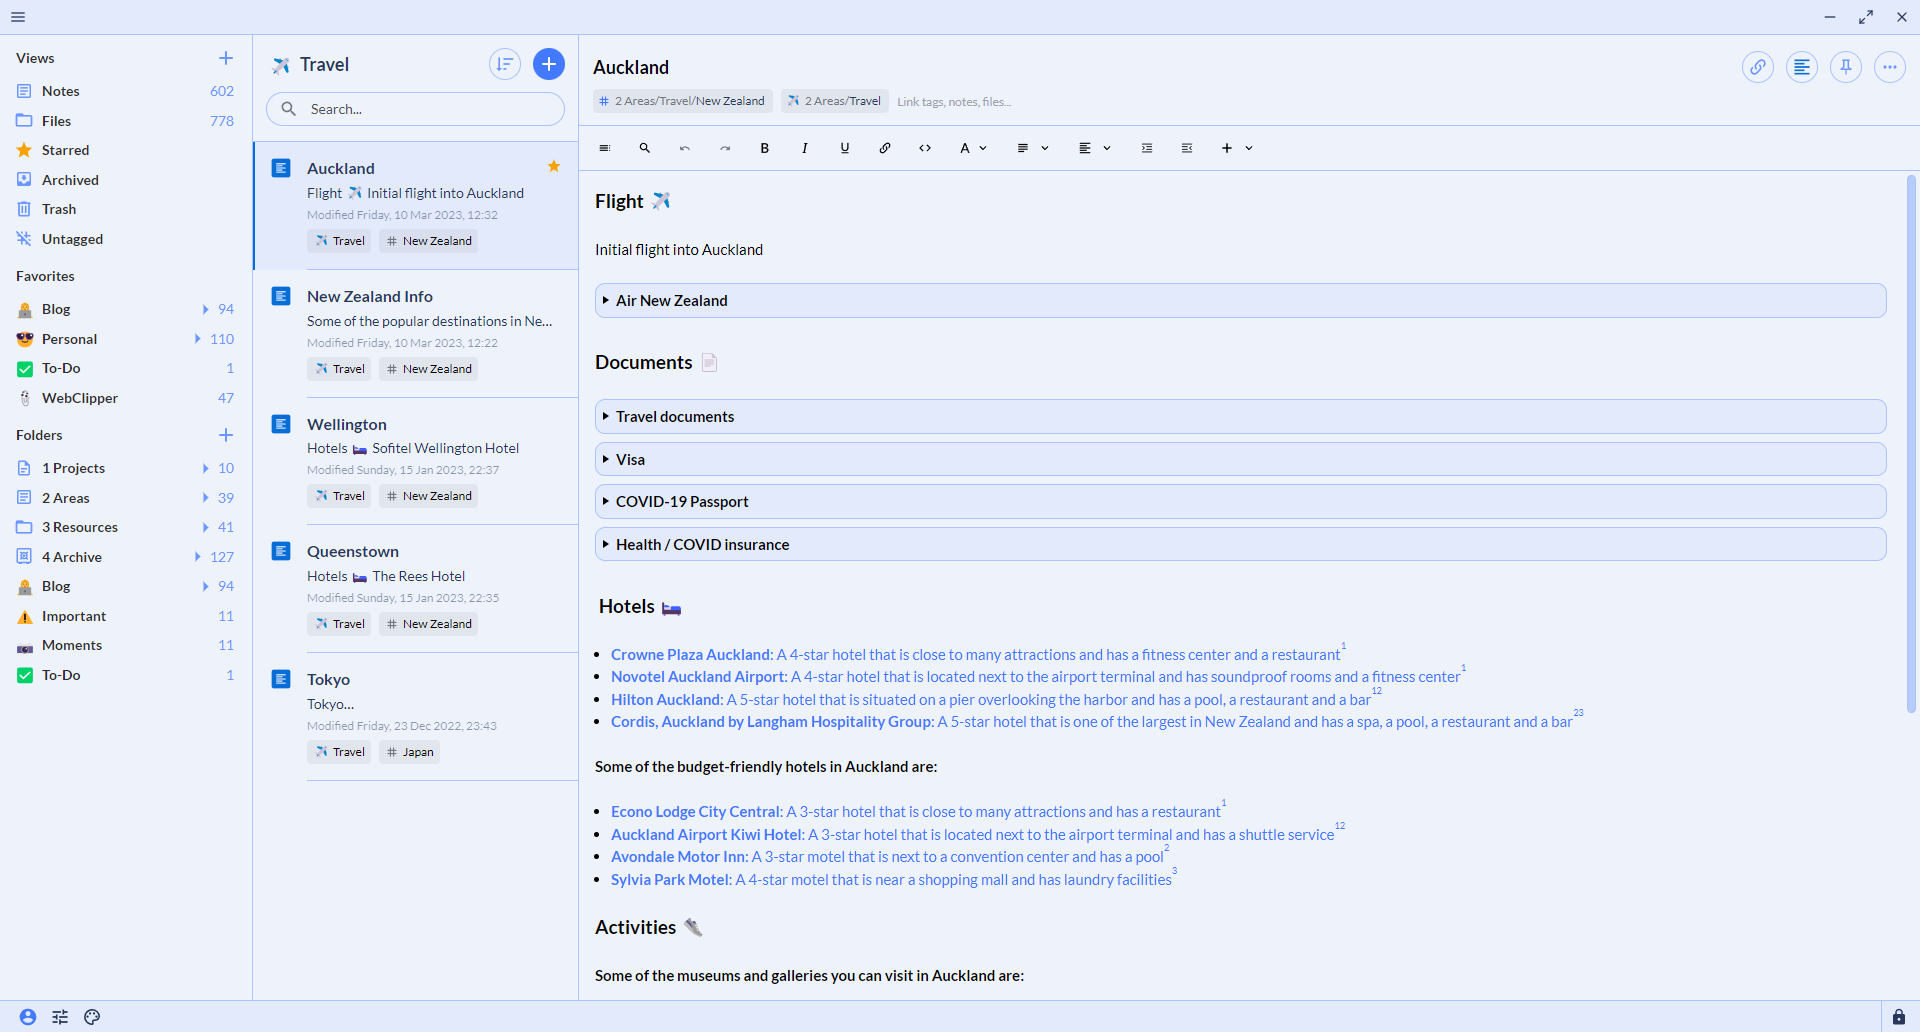 Views
Notes 602
Files 778
Starred
Archived
Trash
Untagged
Favorites
Blog 94
Personal 110
To-Do 1
WebClipper 47
Folders
1 Projects 10
2 Areas 39
3 Resources 41
4 Archive 127
Blog 94
Important 11
Moments 11
To-Do 1
Travel
Search...
Auckland
Flight ✈️ Initial flight into Auckland
Modified Friday, 10 Mar 2023, 12:32
Travel # New Zealand
New Zealand Info
Some of the popular destinations in Ne...
Modified Friday, 10 Mar 2023, 12:22
Travel # New Zealand
Wellington
Hotels 🛏️ Sofitel Wellington Hotel
Modified Sunday, 15 Jan 2023, 22:37
Travel # New Zealand
Queenstown
Hotels 🛏️ The Rees Hotel
Modified Sunday, 15 Jan 2023, 22:35
Travel # New Zealand
Tokyo
Tokyo...
Modified Friday, 23 Dec 2022, 23:43
Travel # Japan
Auckland
# 2 Areas/Travel/New Zealand 2 Areas/Travel Link tags, notes, files...
B I U A
Flight ✈️
Initial flight into Auckland
Air New Zealand
Documents 📄
Travel documents
Visa
COVID-19 Passport
Health / COVID insurance
Hotels 🛏️
• Crowne Plaza Auckland: A 4-star hotel that is close to many attractions and has a fitness center and a restaurant1
• Novotel Auckland Airport: A 4-star hotel that is located next to the airport terminal and has soundproof rooms and a fitness center1
• Hilton Auckland: A 5-star hotel that is situated on a pier overlooking the harbor and has a pool, a restaurant and a bar12
• Cordis, Auckland by Langham Hospitality Group: A 5-star hotel that is one of the largest in New Zealand and has a spa, a pool, a restaurant and a bar23
Some of the budget-friendly hotels in Auckland are:
• Econo Lodge City Central: A 3-star hotel that is close to many attractions and has a restaurant1
• Auckland Airport Kiwi Hotel: A 3-star hotel that is located next to the airport terminal and has a shuttle service12
• Avondale Motor Inn: A 3-star motel that is next to a convention center and has a pool2
• Sylvia Park Motel: A 4-star motel that is near a shopping mall and has laundry facilities3
Activities 👟
Some of the museums and galleries you can visit in Auckland are: